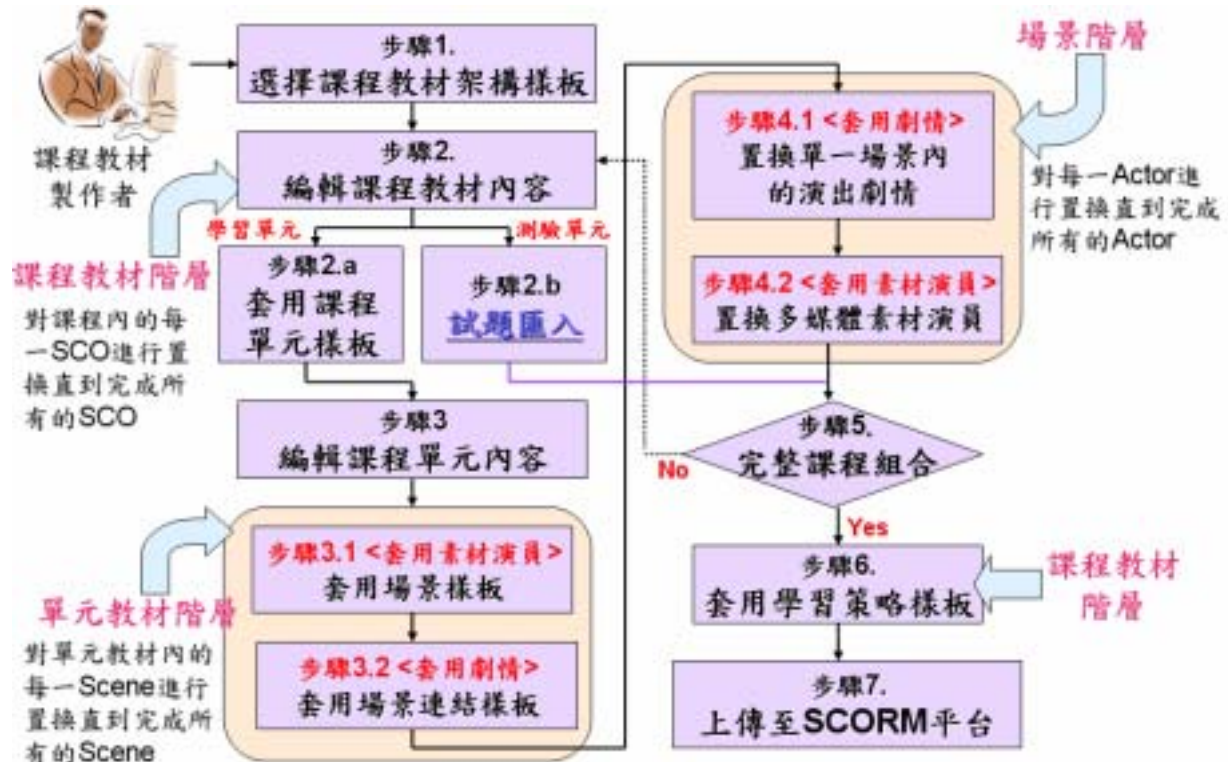 步驟1.
選擇課程教材架構樣板
課程教材
製作者
步驟2.
編輯課程教材內容
學習單元
測驗單元
課程教材階層
對課程內的每
一SCO進行置
換直到完成所
有的SCO
步驟2.a
套用課程
單元樣板
步驟2.b
試題匯入
步驟3
編輯課程單元內容
步驟3.1 <套用素材演員>
套用場景樣板
步驟3.2 <套用劇情>
套用場景連結樣板
單元教材階層
對單元教材內的
每一Scene進行
置換直到完成所
有的Scene
場景階層
對每一Actor進
行置換直到完成
所有的Actor
步驟4.1 <套用劇情>
置換單一場景內
的演出劇情
步驟4.2 <套用素材演員>
置換多媒體素材演員
步驟5.
完整課程組合
No
Yes
步驟6.
套用學習策略樣板
課程教材
階層
步驟7.
上傳至SCORM平台